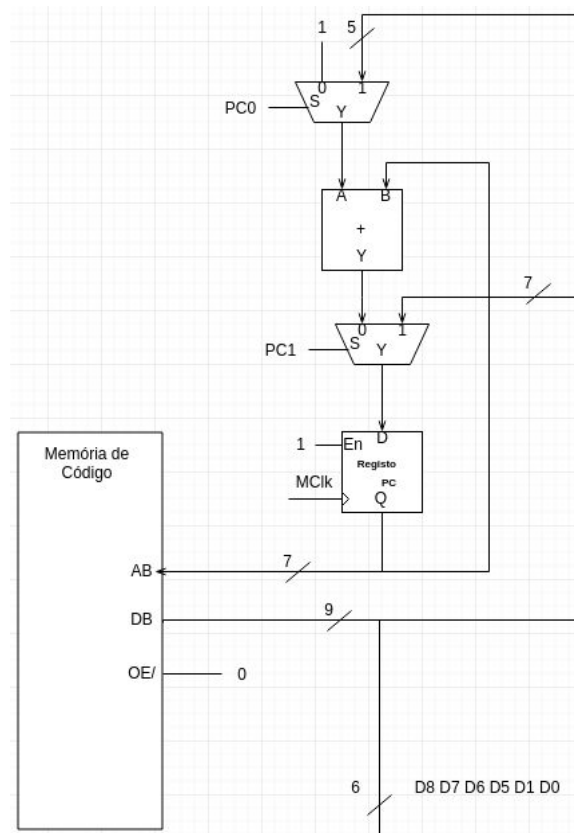 1 5
0 1
S
PC0
Y
A B
+
Y
7
0 1
S
PC1
Y
Memória de
Código
D
1 En
Registo
PC
MClk
Q
AB 7
DB 9
OE/ 0
6 D8 D7 D6 D5 D1 D0